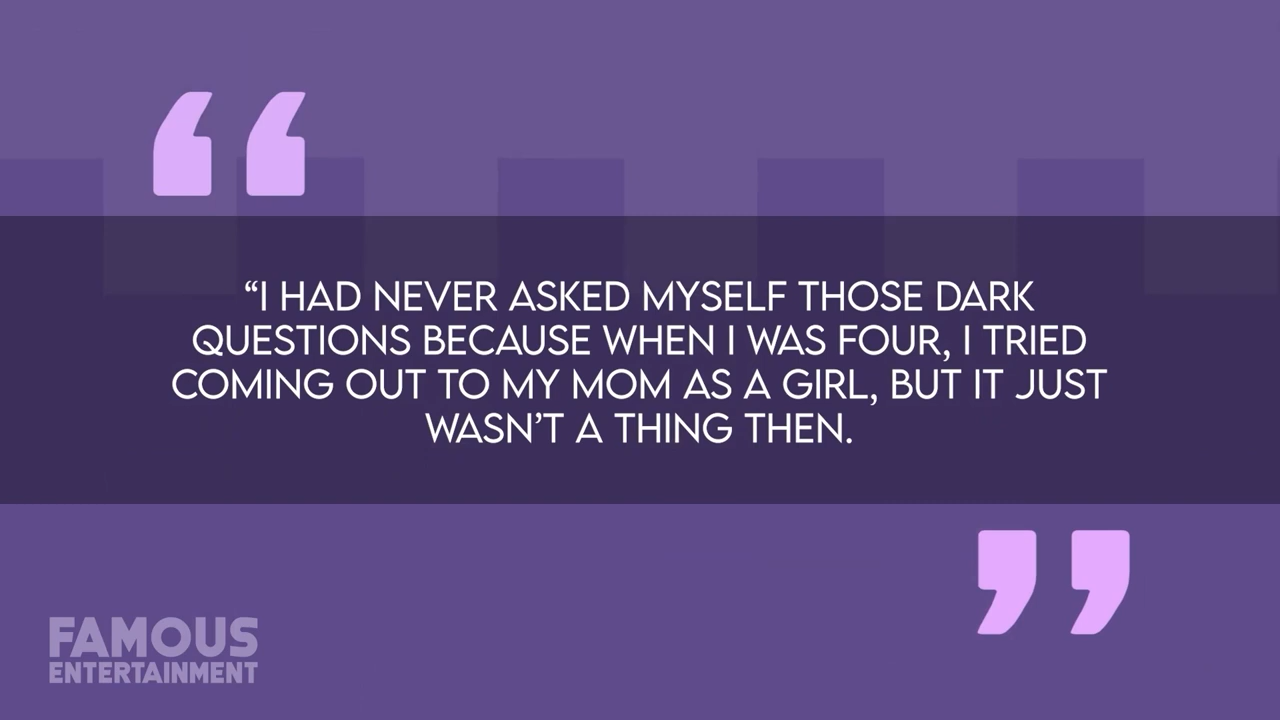 “I HAD NEVER ASKED MYSELF THOSE DARK
QUESTIONS BECAUSE WHEN I WAS FOUR, I TRIED
COMING OUT TO MY MOM AS A GIRL, BUT IT JUST
WASN’T A THING THEN.
FAMOUS
ENTERTAINMENT